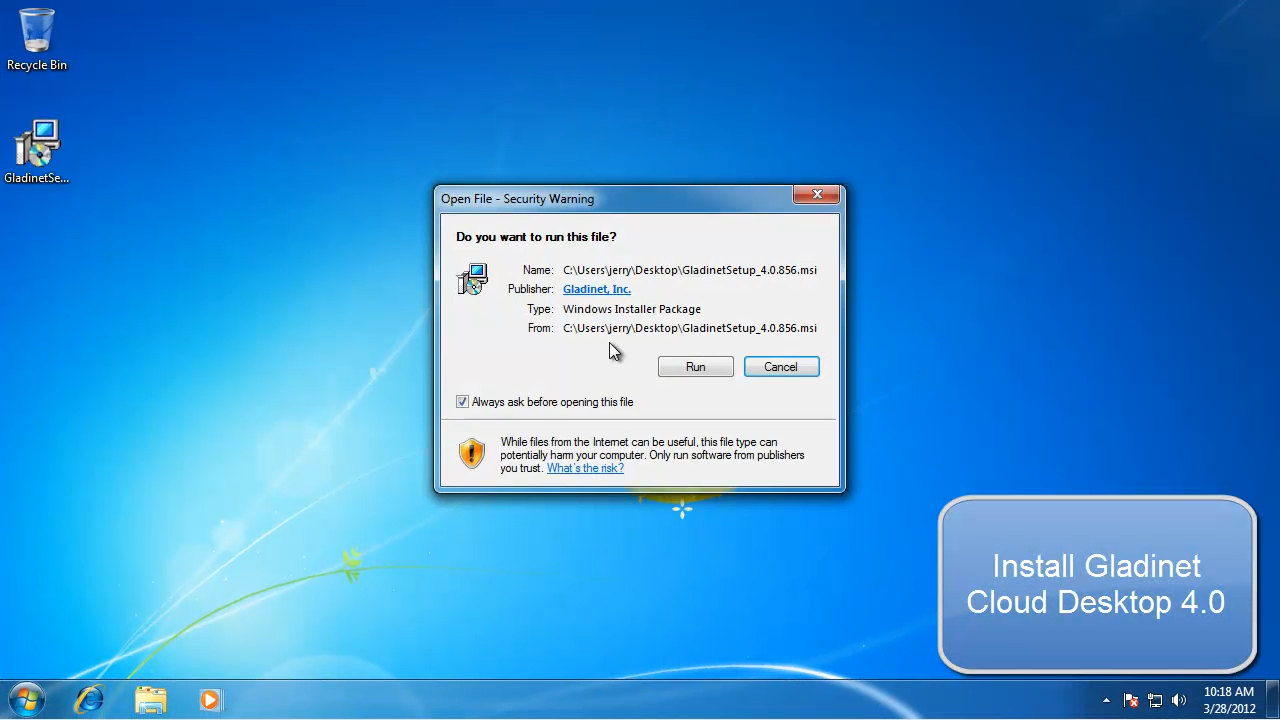 Recycle Bin
GladinetSe...
Open File - Security Warning
Do you want to run this file?
Name: C:\Users\jerry\Desktop\GladinetSetup_4.0.856.msi
Publisher: Gladinet, Inc.
Type: Windows Installer Package
From: C:\Users\jerry\Desktop\GladinetSetup_4.0.856.msi
Run Cancel
Always ask before opening this file
While files from the Internet can be useful, this file type can
potentially harm your computer. Only run software from publishers
you trust. What's the risk?
Install Gladinet
Cloud Desktop 4.0
10:18 AM
3/28/2012